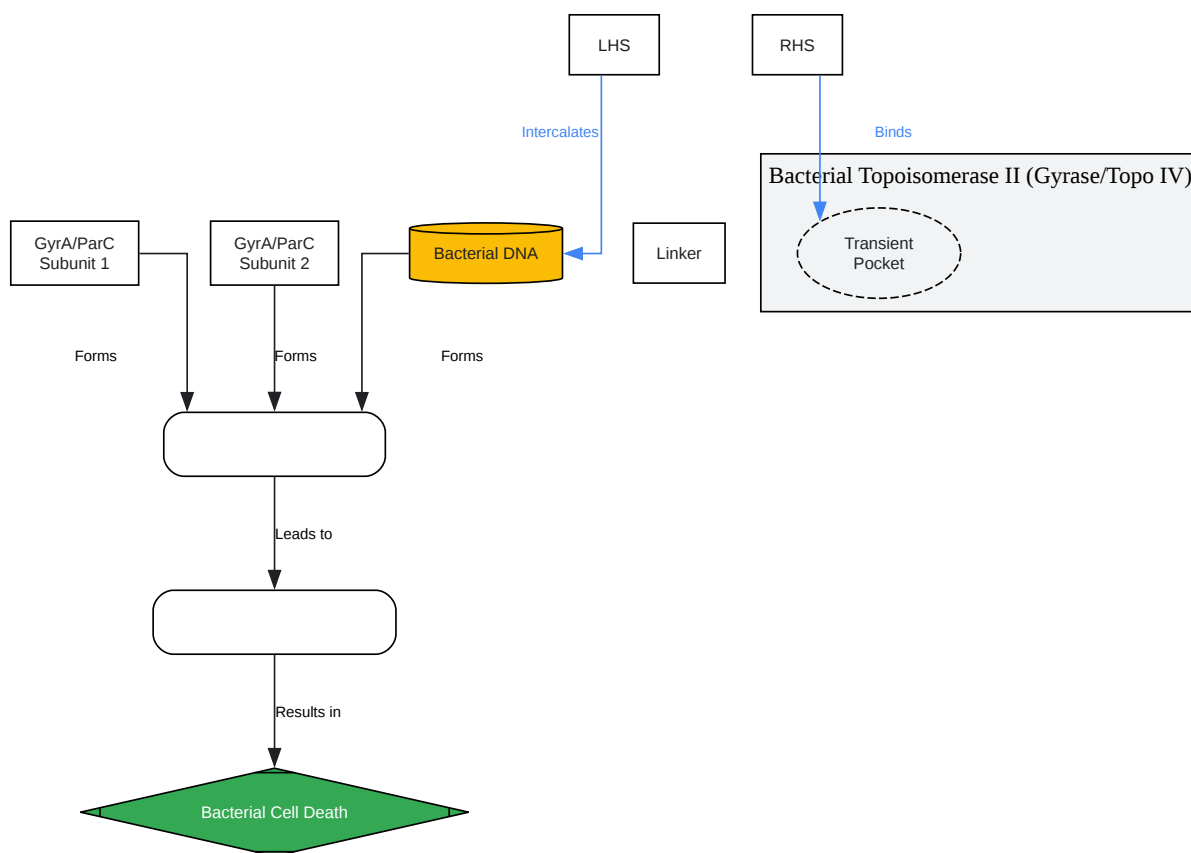 LHS
RHS
Intercalates
Binds
Bacterial Topoisomerase II (Gyrase/Topo IV)
GyrA/ParC
Subunit 1
GyrA/ParC
Subunit 2
Bacterial DNA
Linker
Transient
Pocket
Forms
Forms
Forms
Leads to
Results in
Bacterial Cell Death